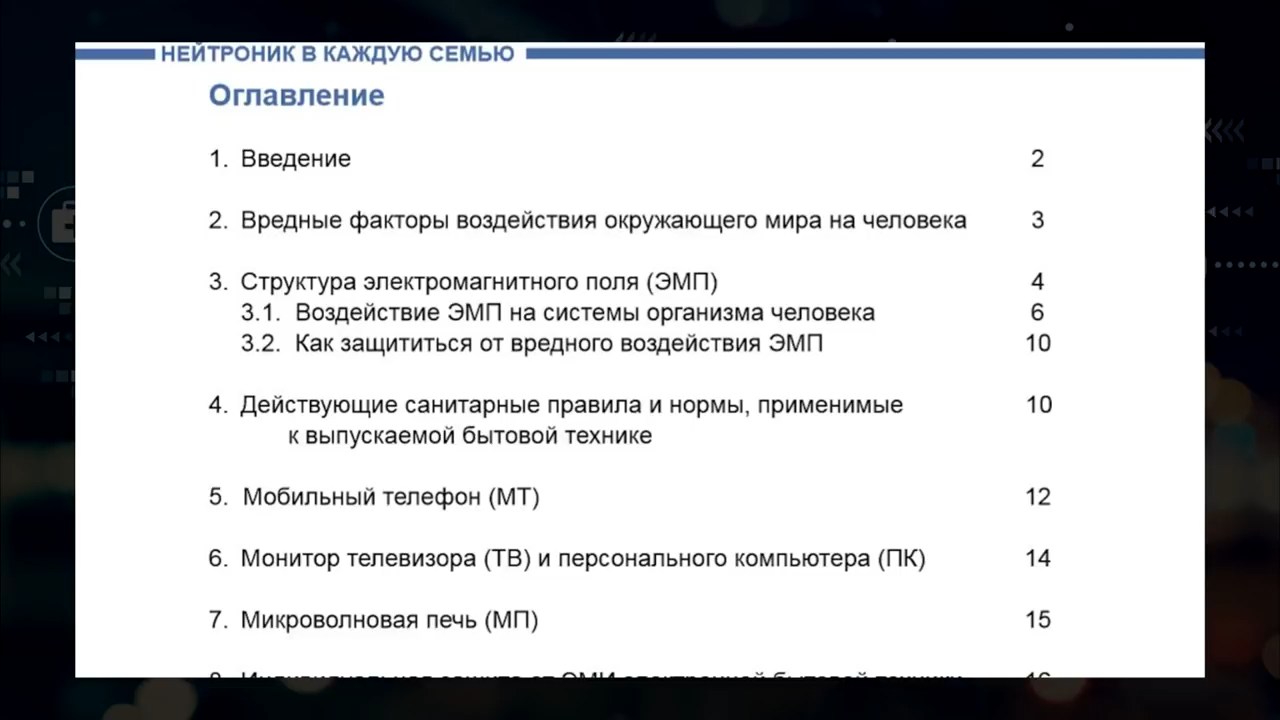 НЕЙТРОНИК В КАЖДУЮ СЕМЬЮ
Оглавление
1. Введение 2
2. Вредные факторы воздействия окружающего мира на человека 3
3. Структура электромагнитного поля (ЭМП) 4
3.1. Воздействие ЭМП на системы организма человека 6
3.2. Как защититься от вредного воздействия ЭМП 10
4. Действующие санитарные правила и нормы, применимые 10
к выпускаемой бытовой технике
5. Мобильный телефон (МТ) 12
6. Монитор телевизора (ТВ) и персонального компьютера (ПК) 14
7. Микроволновая печь (МП) 15